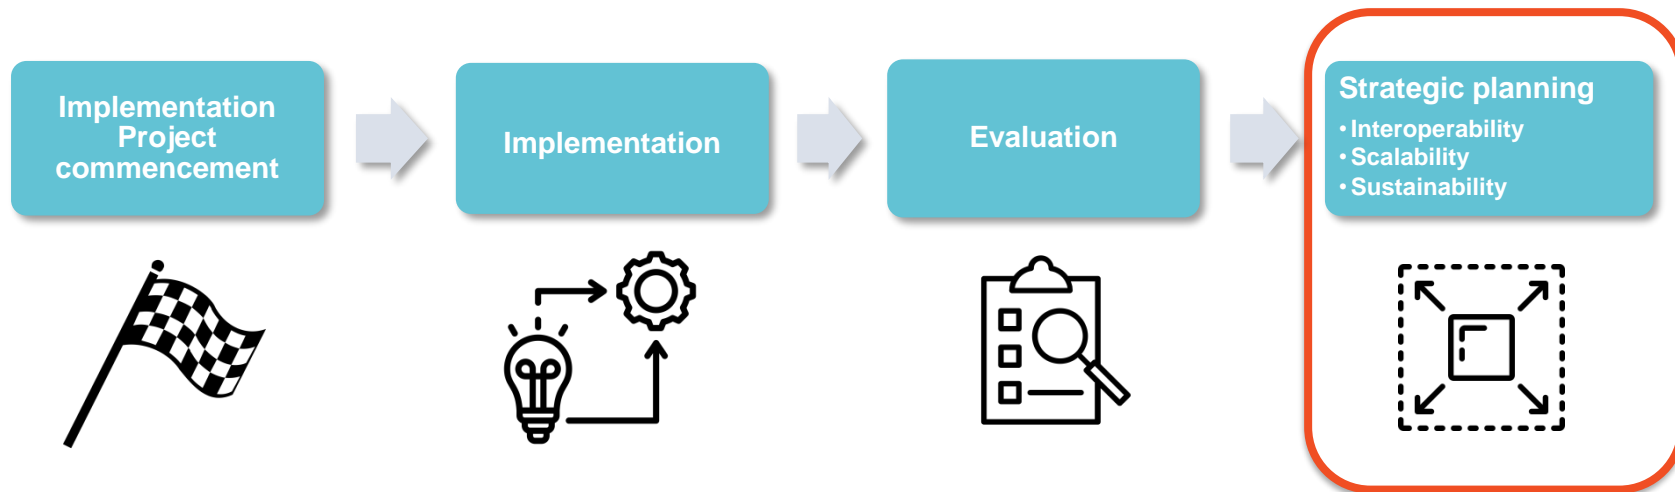 Implementation
Project
commencement
Implementation
Evaluation
Strategic planning
• Interoperability
• Scalability
• Sustainability